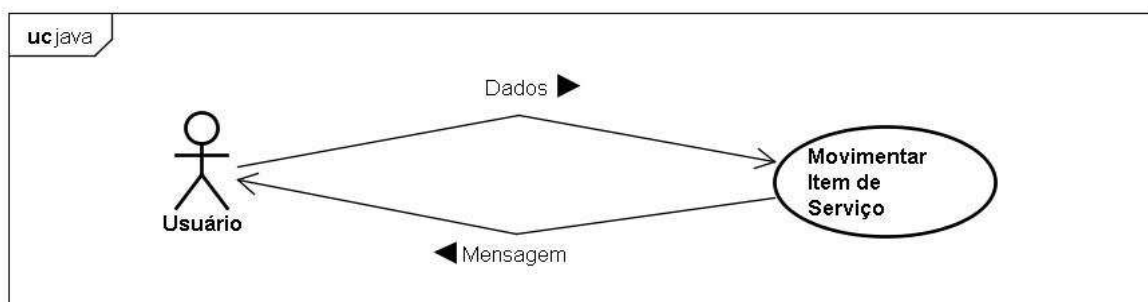 uc java
Dados
Movimentar
Item de
Serviço
Usuário
Mensagem